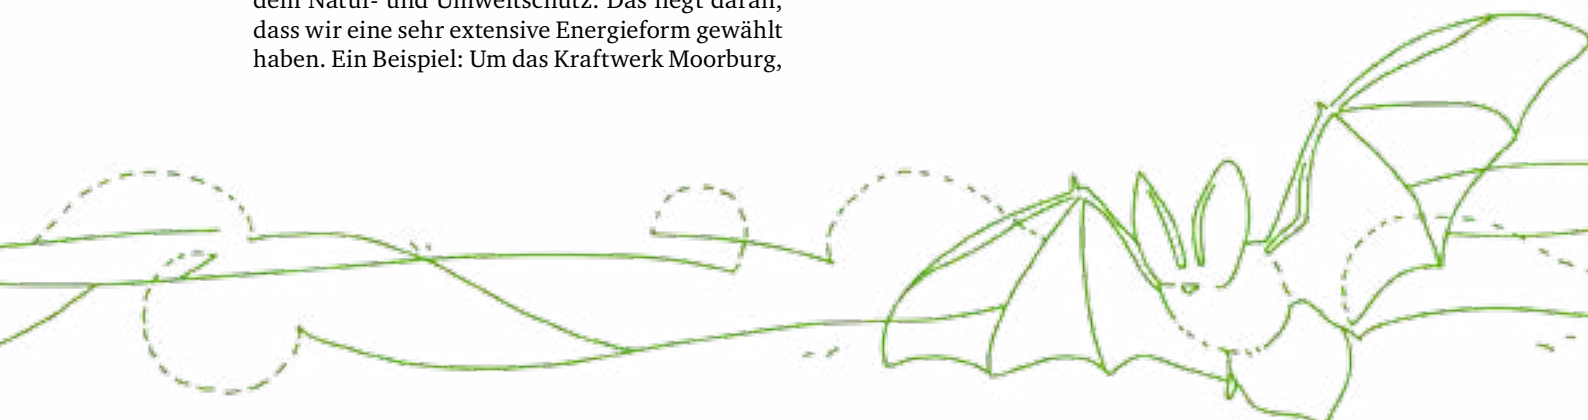 dem Natur- und Umweltschutz. Das liegt daran,
dass wir eine sehr extensive Energieform gewählt
haben. Ein Beispiel: Um das Kraftwerk Moorburg,